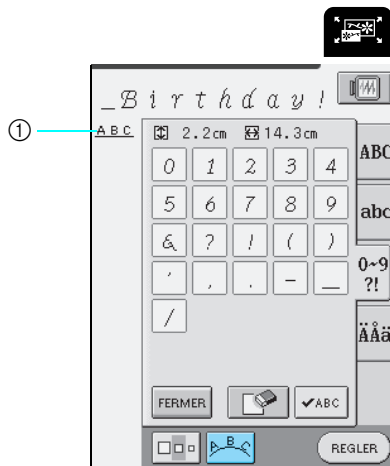 _Birthday!
① ABC
2.2cm 14.3cm
0 1 2 3 4
5 6 7 8 9
& ? ! ( )
' , . - _
/
ABC
abc
0~9
?!
ÄÅä
FERMER ✔ABC
A B C
REGLER